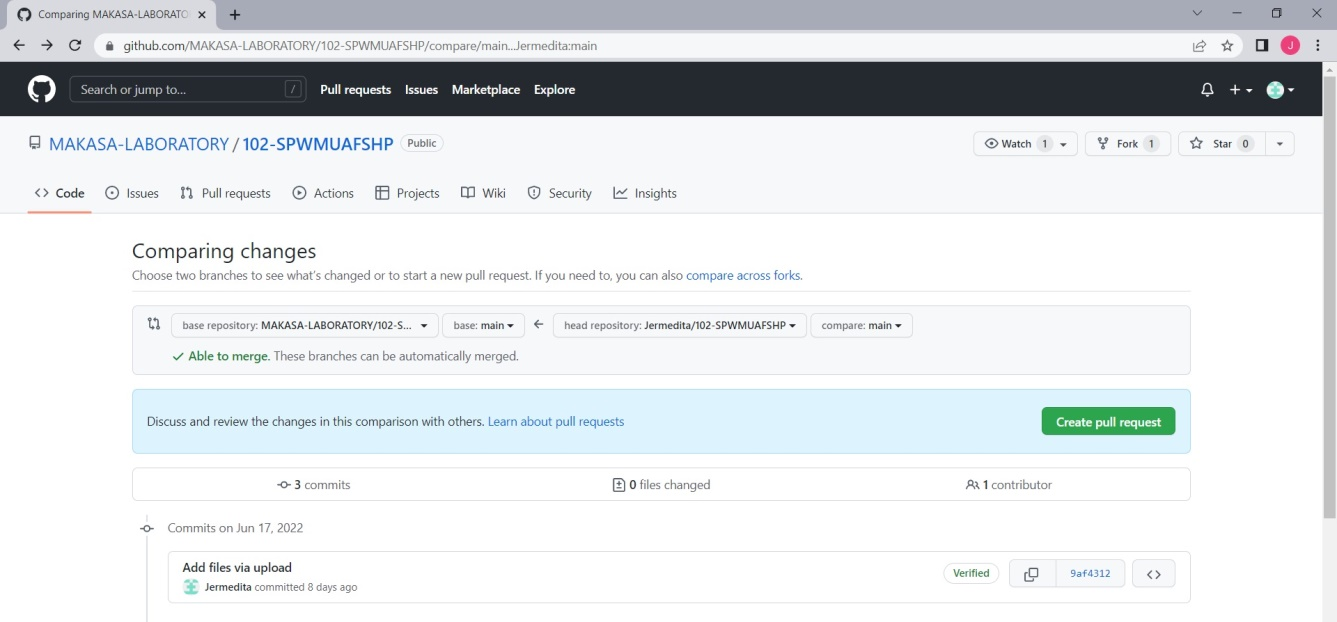 Comparing MAKASA-LABORATO
github.com/MAKASA-LABORATORY/102-SPWMUAFSHP/compare/main...Jermedita:main
J
Search or jump to...
/
Pull requests
Issues
Marketplace
Explore
MAKASA-LABORATORY / 102-SPWMUAFSHP
Public
Watch 1
Fork 1
Star 0
Code
Issues
Pull requests
Actions
Projects
Wiki
Security
Insights
Comparing changes
Choose two branches to see what's changed or to start a new pull request. If you need to, you can also compare across forks.
base repository: MAKASA-LABORATORY/102-S...
base: main
head repository: Jermedita/102-SPWMUAFSHP
compare: main
Able to merge. These branches can be automatically merged.
Discuss and review the changes in this comparison with others. Learn about pull requests
Create pull request
3 commits
0 files changed
1 contributor
Commits on Jun 17, 2022
Add files via upload
Jermedita committed 8 days ago
Verified
9af4312